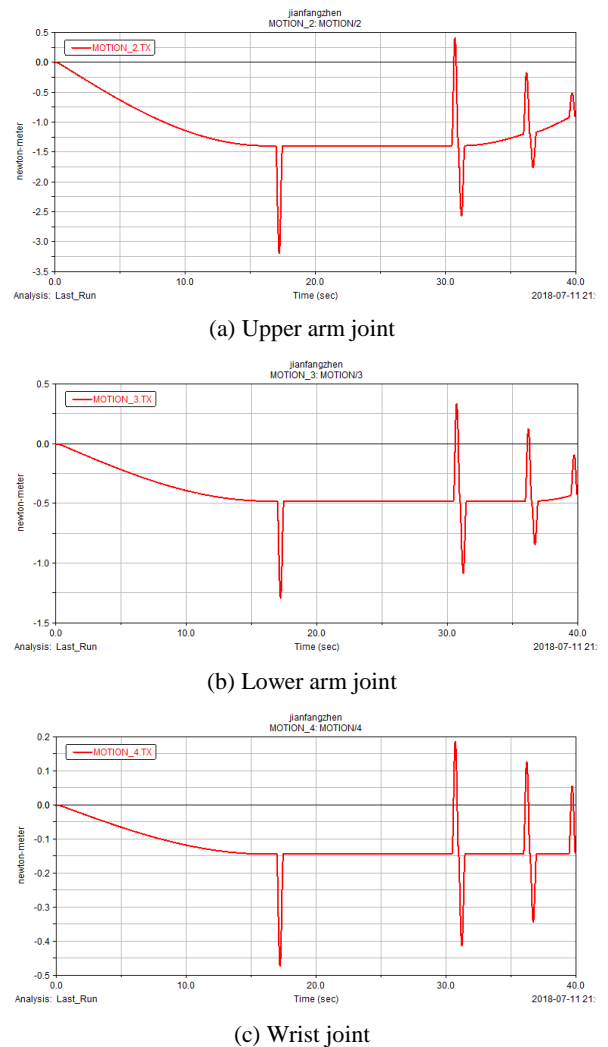 jianfangzhen
MOTION_2: MOTION/2
0.5
0.0
-0.5
-1.0
-1.5
-2.0
-2.5
-3.0
-3.5
newton-meter
MOTION_2.TX
0.0 10.0 20.0 30.0 40.0
Analysis: Last_Run Time (sec) 2018-07-11 21:
(a) Upper arm joint
jianfangzhen
MOTION_3: MOTION/3
0.5
0.0
-0.5
-1.0
-1.5
newton-meter
MOTION_3.TX
0.0 10.0 20.0 30.0 40.0
Analysis: Last_Run Time (sec) 2018-07-11 21:
(b) Lower arm joint
jianfangzhen
MOTION_4: MOTION/4
0.2
0.1
0.0
-0.1
-0.2
-0.3
-0.4
-0.5
newton-meter
MOTION_4.TX
0.0 10.0 20.0 30.0 40.0
Analysis: Last_Run Time (sec) 2018-07-11 21:
(c) Wrist joint